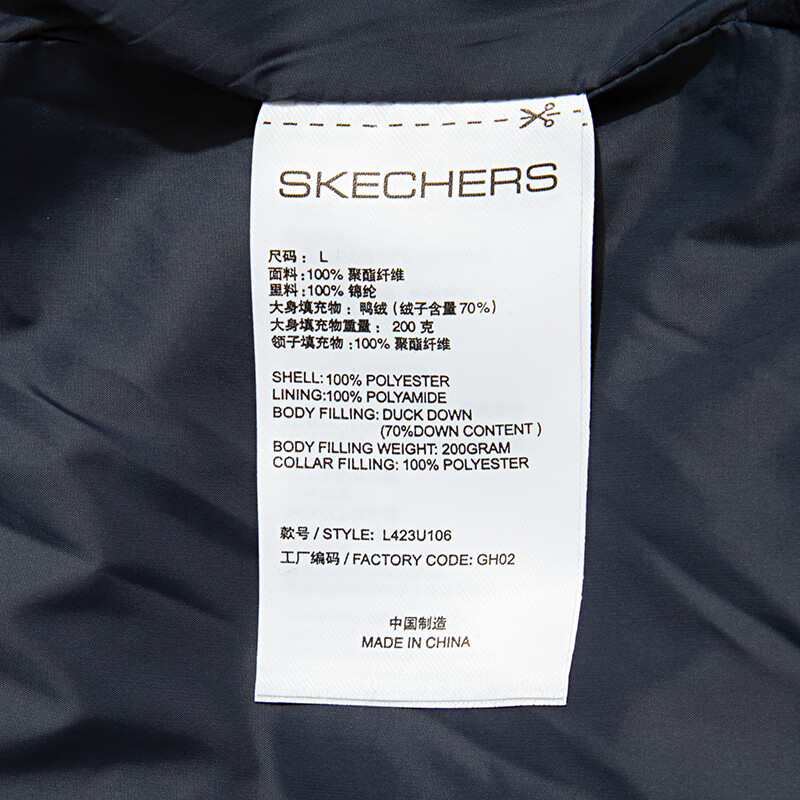 SKECHERS
尺码：L
面料:100% 聚酯纤维
里料:100% 锦纶
大身填充物：鸭绒（绒子含量70%）
大身填充物重量：200 克
领子填充物:100% 聚酯纤维
SHELL:100% POLYESTER
LINING:100% POLYAMIDE
BODY FILLING: DUCK DOWN
(70%DOWN CONTENT)
BODY FILLING WEIGHT: 200GRAM
COLLAR FILLING: 100% POLYESTER
款号 / STYLE: L423U106
工厂编码 / FACTORY CODE: GH02
中国制造
MADE IN CHINA